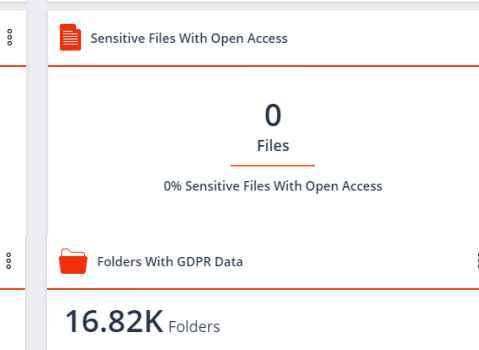 Sensitive Files With Open Access
0
Files
0% Sensitive Files With Open Access
Folders With GDPR Data
16.82K Folders